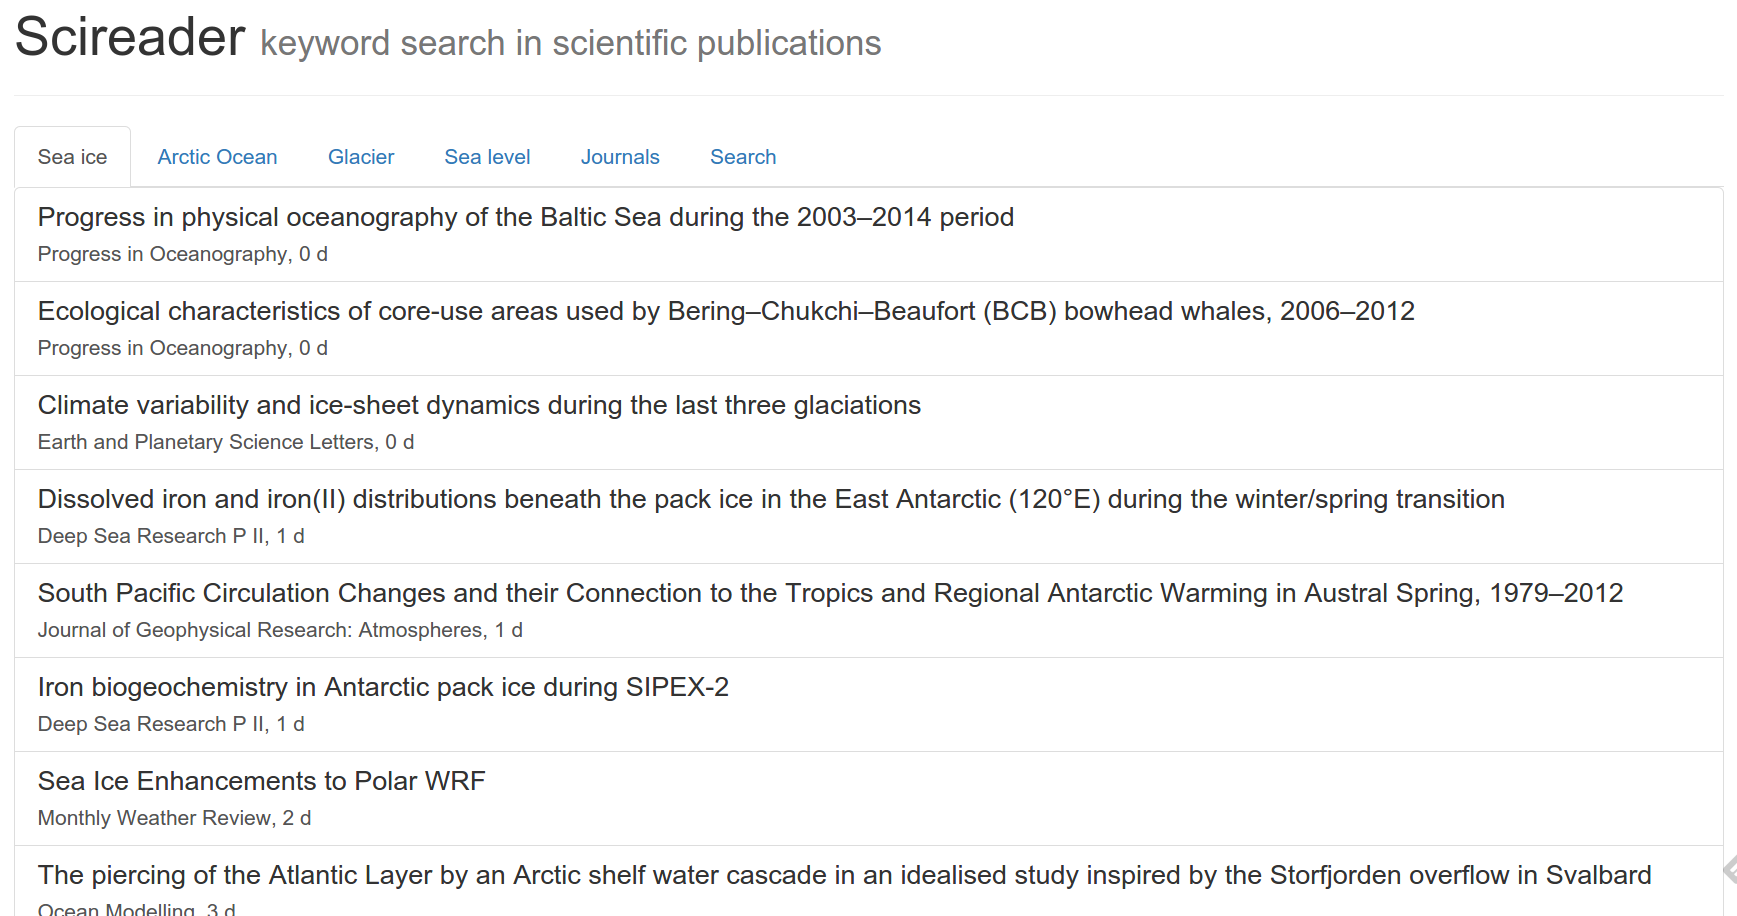 Scireader keyword search in scientific publications
Sea ice Arctic Ocean Glacier Sea level Journals Search
Progress in physical oceanography of the Baltic Sea during the 2003–2014 period
Progress in Oceanography, 0 d
Ecological characteristics of core-use areas used by Bering–Chukchi–Beaufort (BCB) bowhead whales, 2006–2012
Progress in Oceanography, 0 d
Climate variability and ice-sheet dynamics during the last three glaciations
Earth and Planetary Science Letters, 0 d
Dissolved iron and iron(II) distributions beneath the pack ice in the East Antarctic (120°E) during the winter/spring transition
Deep Sea Research P II, 1 d
South Pacific Circulation Changes and their Connection to the Tropics and Regional Antarctic Warming in Austral Spring, 1979–2012
Journal of Geophysical Research: Atmospheres, 1 d
Iron biogeochemistry in Antarctic pack ice during SIPEX-2
Deep Sea Research P II, 1 d
Sea Ice Enhancements to Polar WRF
Monthly Weather Review, 2 d
The piercing of the Atlantic Layer by an Arctic shelf water cascade in an idealised study inspired by the Storfjorden overflow in Svalbard
Ocean Modelling, 3 d